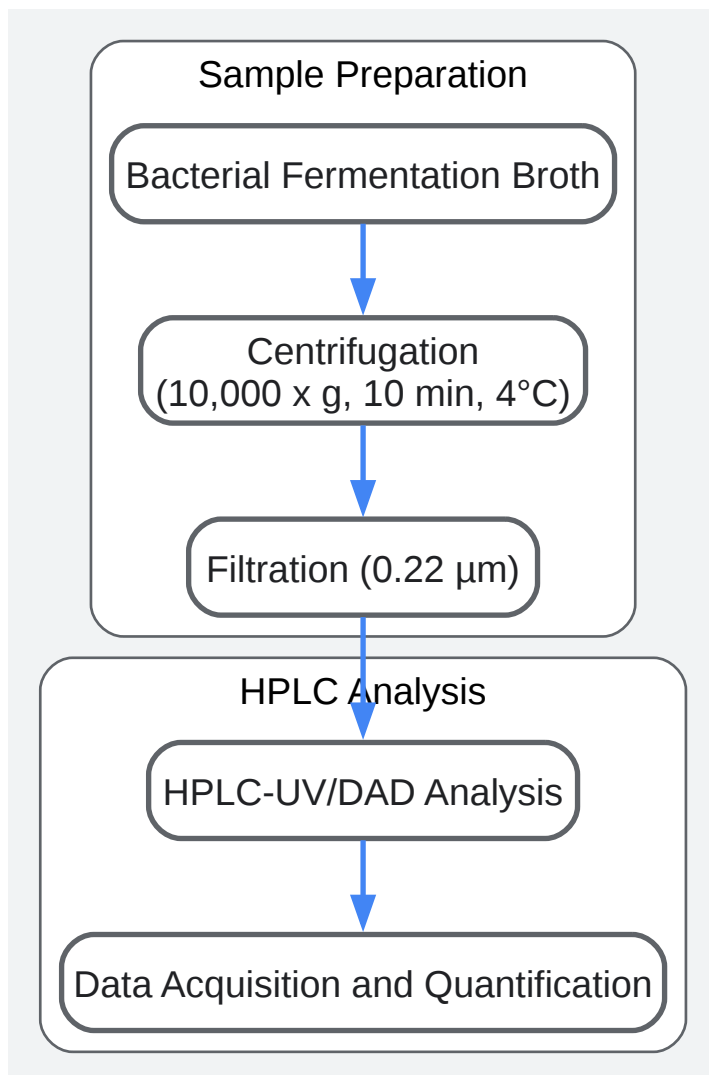 Sample Preparation
Bacterial Fermentation Broth
Centrifugation
(10,000 x g, 10 min, 4°C)
Filtration (0.22 µm)
HPLC Analysis
HPLC-UV/DAD Analysis
Data Acquisition and Quantification